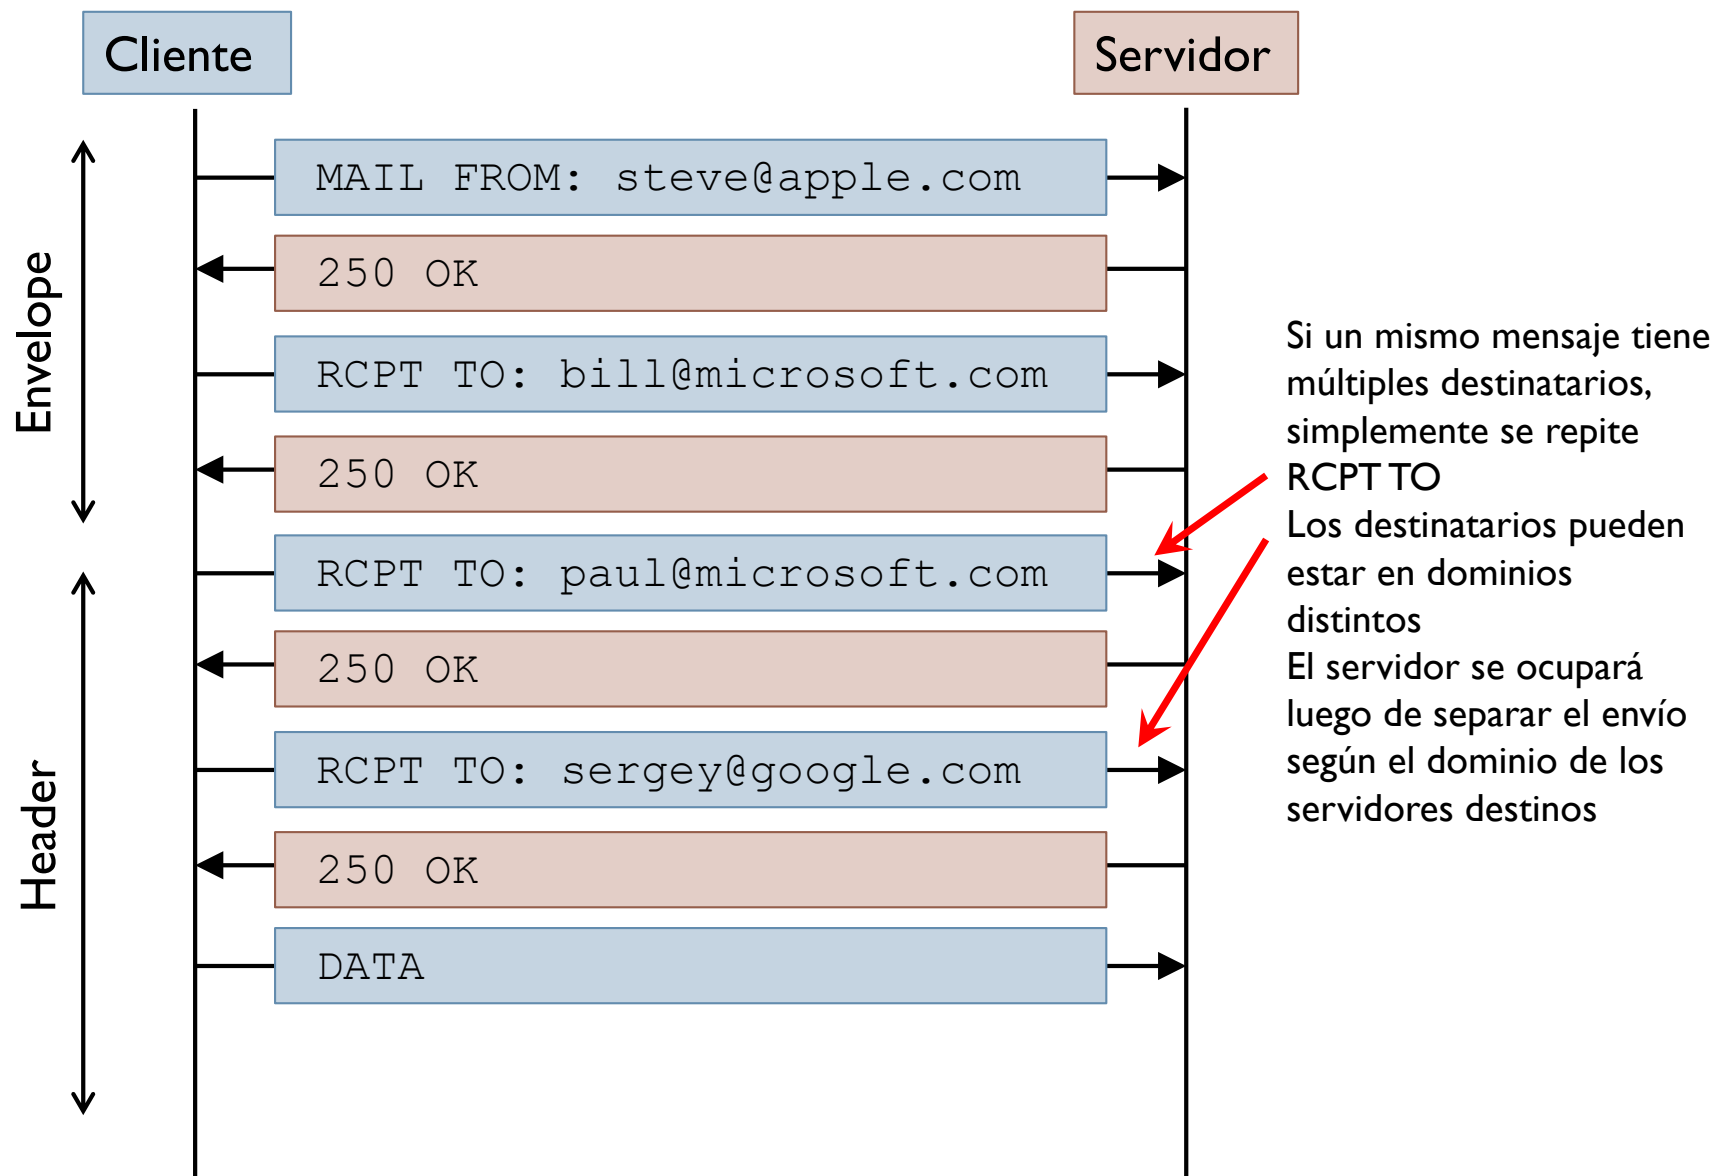 Cliente
Servidor
Envelope
MAIL FROM: steve@apple.com
250 OK
RCPT TO: bill@microsoft.com
250 OK
Header
RCPT TO: paul@microsoft.com
250 OK
RCPT TO: sergey@google.com
250 OK
DATA
Si un mismo mensaje tiene
múltiples destinatarios,
simplemente se repite
RCPT TO
Los destinatarios pueden
estar en dominios
distintos
El servidor se ocupará
luego de separar el envío
según el dominio de los
servidores destinos